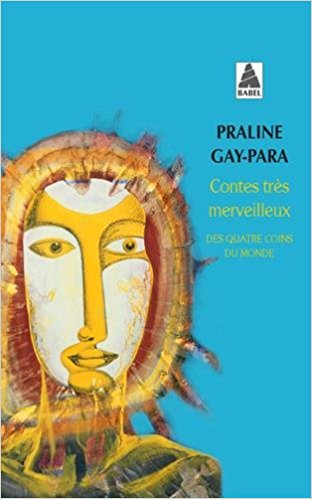 BABEL
PRALINE
GAY-PARA
Contes très
merveilleux
DES QUATRE COINS
DU MONDE